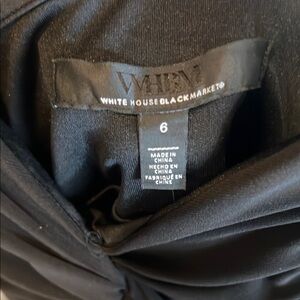 WHBM
WHITE HOUSE BLACK MARKET®
6
MADE IN
CHINA
HECHO EN
CHINA
FABRIQUÉ EN
CHINE